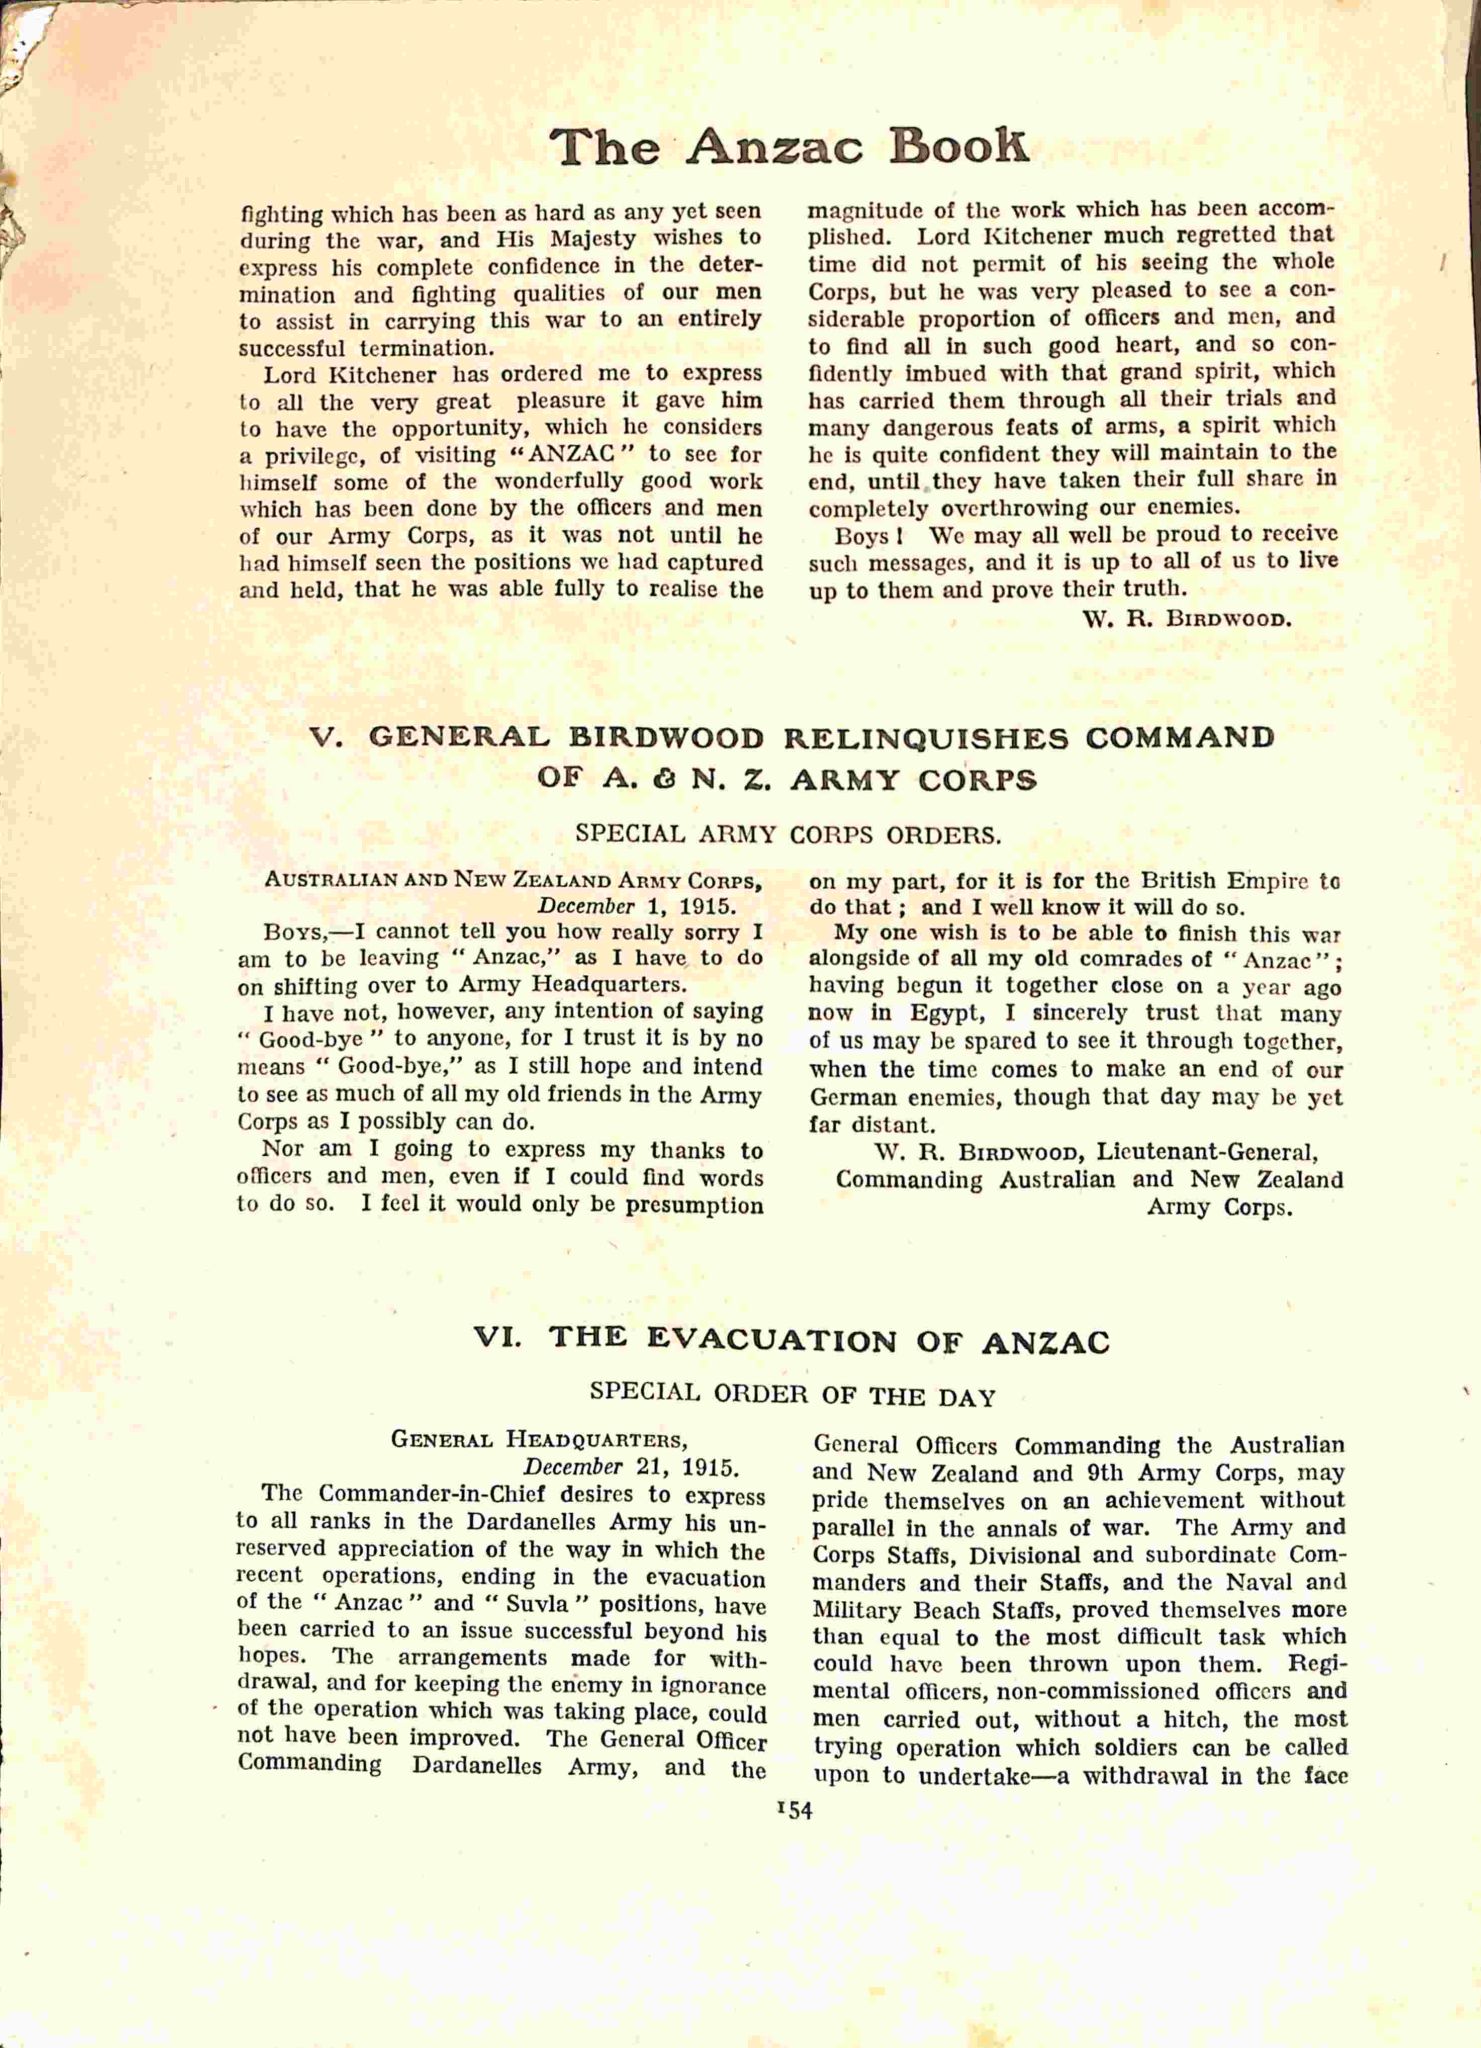 The Anzac Book
fighting which has been as hard as any yet seen
during the war, and His Majesty wishes to
express his complete confidence in the deter-
mination and fighting qualities of our men
to assist in carrying this war to an entirely
successful termination.
Lord Kitchener has ordered me to express
to all the very great pleasure it gave him
to have the opportunity, which he considers
a privilege, of visiting "ANZAC" to see for
himself some of the wonderfully good work
which has been done by the officers and men
of our Army Corps, as it was not until he
had himself seen the positions we had captured
and held, that he was able fully to realise the
magnitude of the work which has been accom-
plished. Lord Kitchener much regretted that
time did not permit of his seeing the whole
Corps, but he was very pleased to see a con-
siderable proportion of officers and men, and
to find all in such good heart, and so con-
fidently imbued with that grand spirit, which
has carried them through all their trials and
many dangerous feats of arms, a spirit which
he is quite confident they will maintain to the
end, until they have taken their full share in
completely overthrowing our enemies.
Boys! We may all well be proud to receive
such messages, and it is up to all of us to live
up to them and prove their truth.
W. R. BIRDWOOD.
V. GENERAL BIRDWOOD RELINQUISHES COMMAND
OF A. & N. Z. ARMY CORPS
SPECIAL ARMY CORPS ORDERS.
AUSTRALIAN AND NEW ZEALAND ARMY CORPS,
December 1, 1915.
BOYS,—I cannot tell you how really sorry I
am to be leaving "Anzac," as I have to do
on shifting over to Army Headquarters.
I have not, however, any intention of saying
"Good-bye" to anyone, for I trust it is by no
means "Good-bye," as I still hope and intend
to see as much of all my old friends in the Army
Corps as I possibly can do.
Nor am I going to express my thanks to
officers and men, even if I could find words
to do so. I feel it would only be presumption
on my part, for it is for the British Empire to
do that; and I well know it will do so.
My one wish is to be able to finish this war
alongside of all my old comrades of "Anzac";
having begun it together close on a year ago
now in Egypt, I sincerely trust that many
of us may be spared to see it through together,
when the time comes to make an end of our
German enemies, though that day may be yet
far distant.
W. R. BIRDWOOD, Lieutenant-General,
Commanding Australian and New Zealand
Army Corps.
VI. THE EVACUATION OF ANZAC
SPECIAL ORDER OF THE DAY
GENERAL HEADQUARTERS,
December 21, 1915.
The Commander-in-Chief desires to express
to all ranks in the Dardanelles Army his un-
reserved appreciation of the way in which the
recent operations, ending in the evacuation
of the "Anzac" and "Suvla" positions, have
been carried to an issue successful beyond his
hopes. The arrangements made for with-
drawal, and for keeping the enemy in ignorance
of the operation which was taking place, could
not have been improved. The General Officer
Commanding Dardanelles Army, and the
General Officers Commanding the Australian
and New Zealand and 9th Army Corps, may
pride themselves on an achievement without
parallel in the annals of war. The Army and
Corps Staffs, Divisional and subordinate Com-
manders and their Staffs, and the Naval and
Military Beach Staffs, proved themselves more
than equal to the most difficult task which
could have been thrown upon them. Regi-
mental officers, non-commissioned officers and
men carried out, without a hitch, the most
trying operation which soldiers can be called
upon to undertake—a withdrawal in the face
154